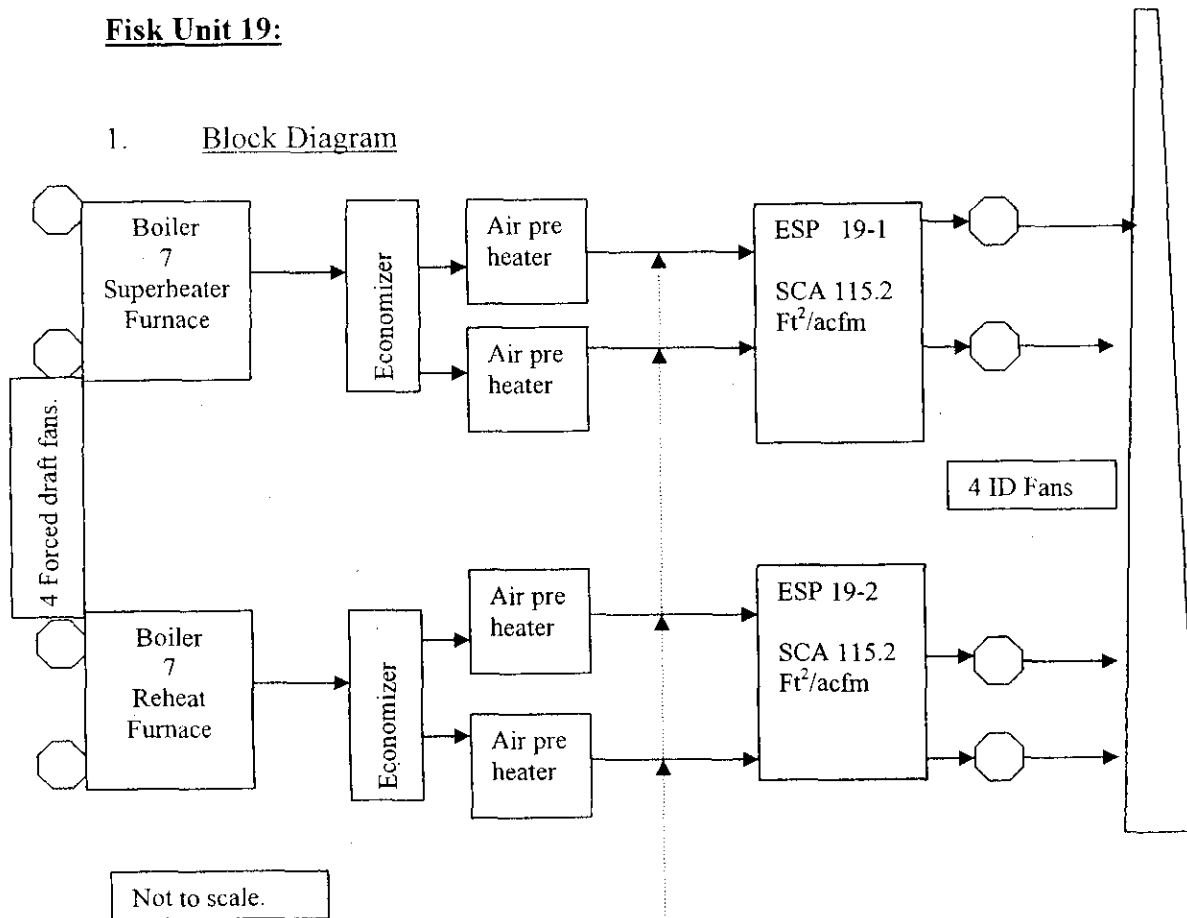 Fisk Unit 19:
1. Block Diagram
Boiler
7
Superheater
Furnace
Economizer
Air pre
heater
Air pre
heater
ESP 19-1
SCA 115.2
Ft²/acfm
4 Forced draft fans.
4 ID Fans
Boiler
7
Reheat
Furnace
Economizer
Air pre
heater
Air pre
heater
ESP 19-2
SCA 115.2
Ft²/acfm
Not to scale.